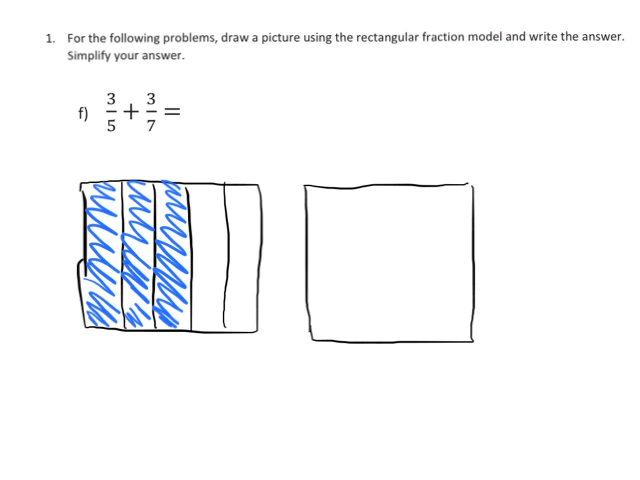 1. For the following problems, draw a picture using the rectangular fraction model and write the answer.
Simplify your answer.
f) 3/5 + 3/7 =